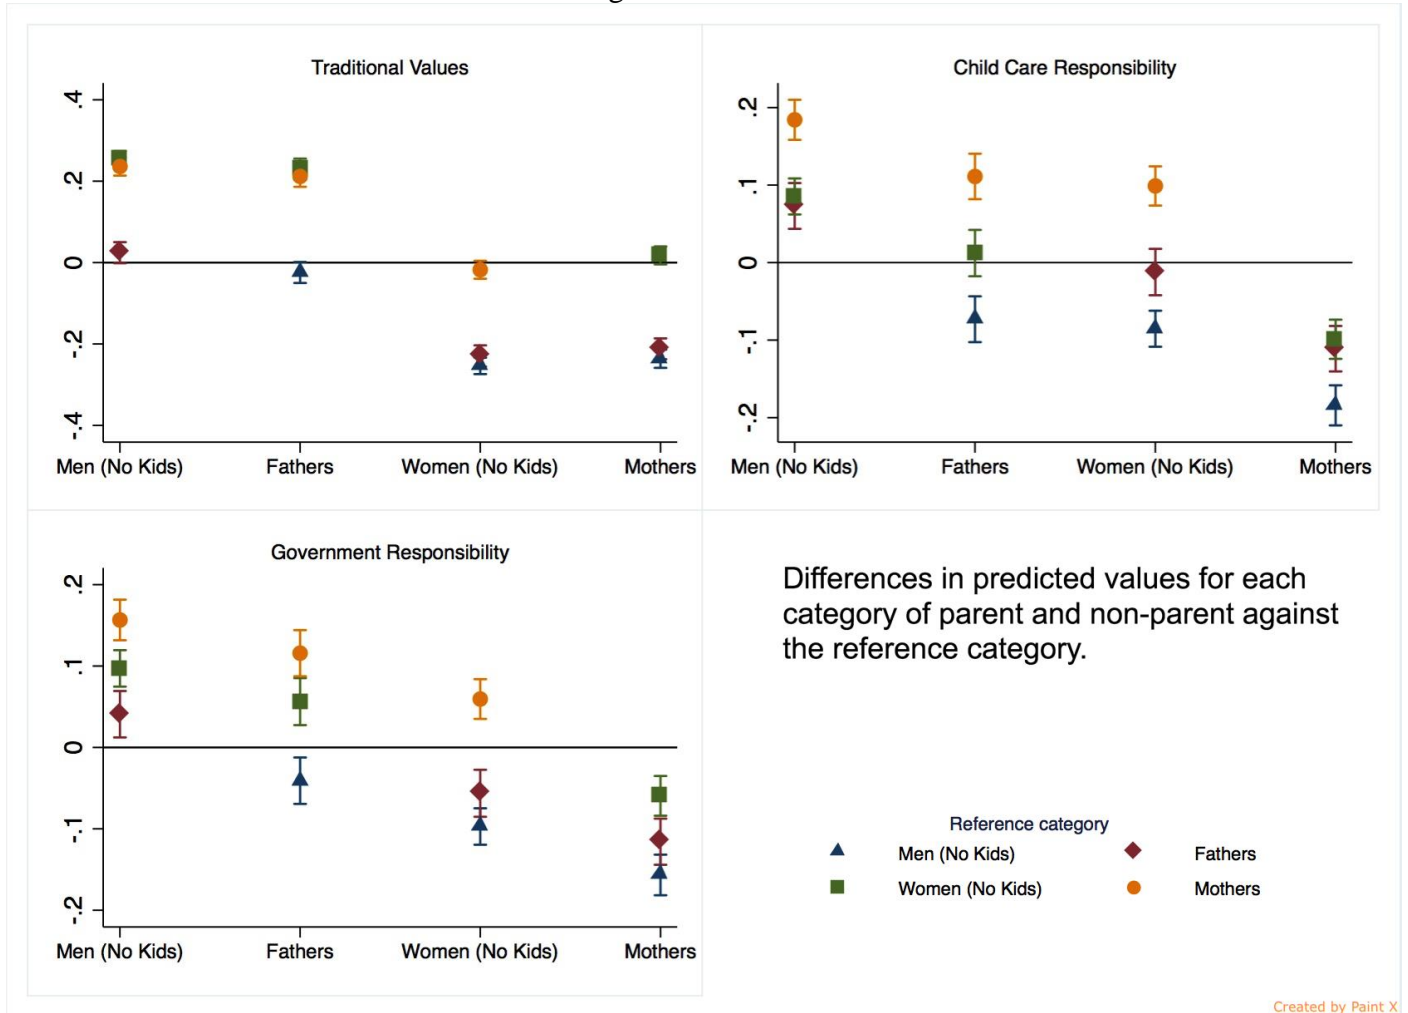 Traditional Values
.4
.2
0
-.2
-.4
Men (No Kids) Fathers Women (No Kids) Mothers
Child Care Responsibility
.2
.1
0
-.1
-.2
Men (No Kids) Fathers Women (No Kids) Mothers
Government Responsibility
.2
.1
0
-.1
-.2
Men (No Kids) Fathers Women (No Kids) Mothers
Differences in predicted values for each
category of parent and non-parent against
the reference category.
Reference category
Men (No Kids) Fathers
Women (No Kids) Mothers
Created by Paint X